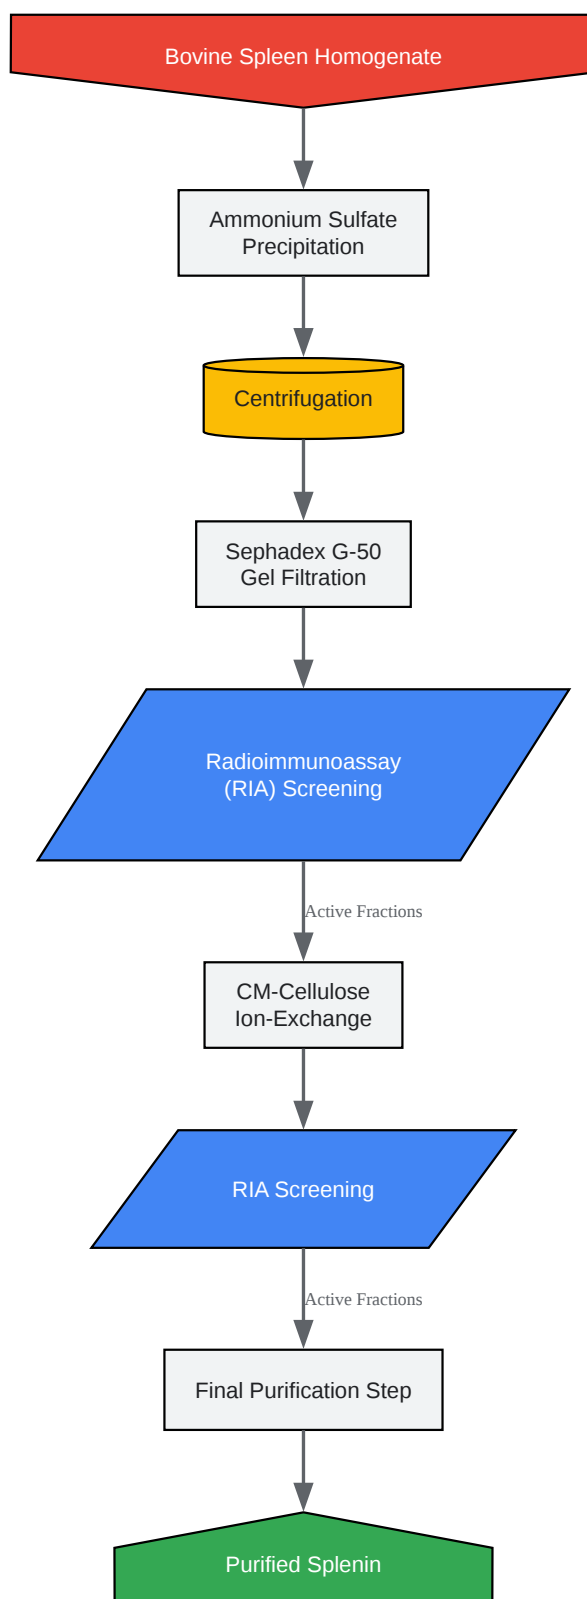 Bovine Spleen Homogenate
Ammonium Sulfate
Precipitation
Centrifugation
Sephadex G-50
Gel Filtration
Radioimmunoassay
(RIA) Screening
Active Fractions
CM-Cellulose
Ion-Exchange
RIA Screening
Active Fractions
Final Purification Step
Purified Splenin